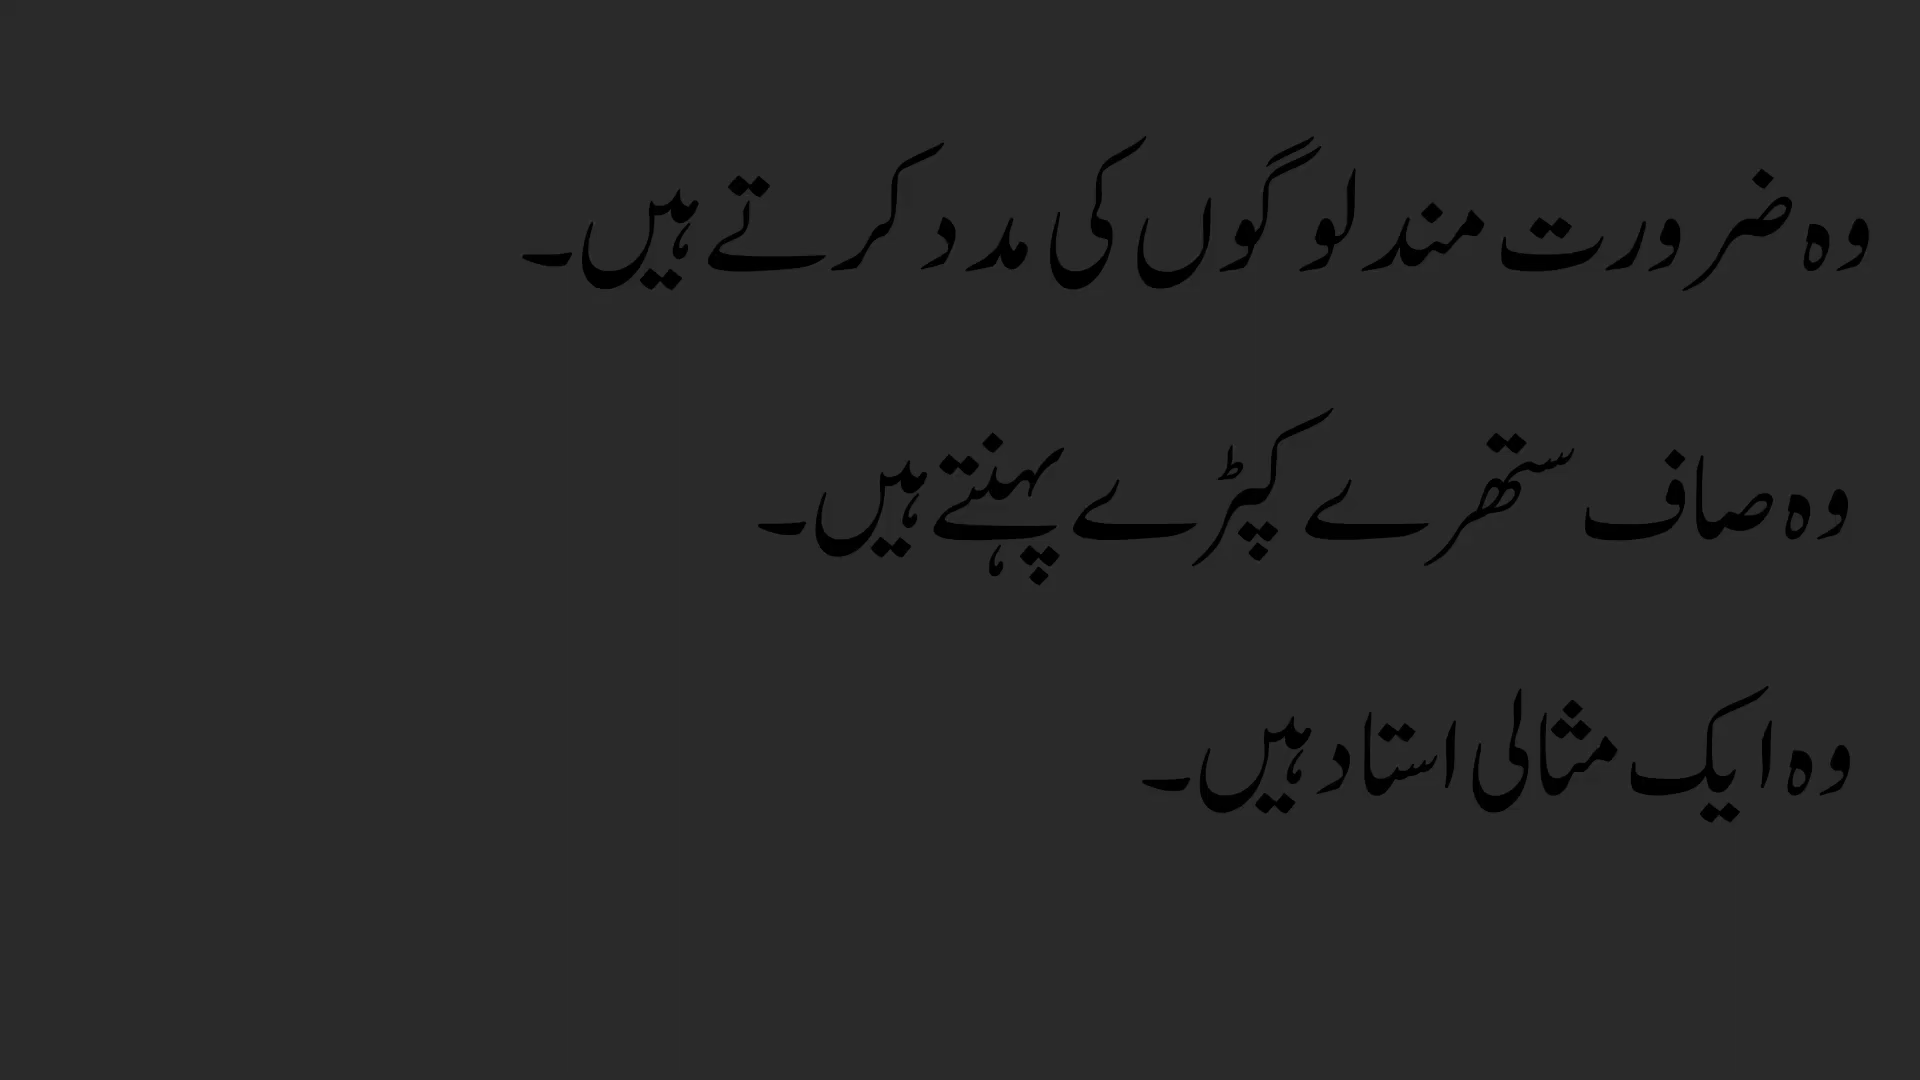 وہ ضرورت مند لوگوں کی مدد کرتے ہیں۔
وہ صاف ستھرے کپڑے پہنتے ہیں۔
وہ ایک مثالی استاد ہیں۔